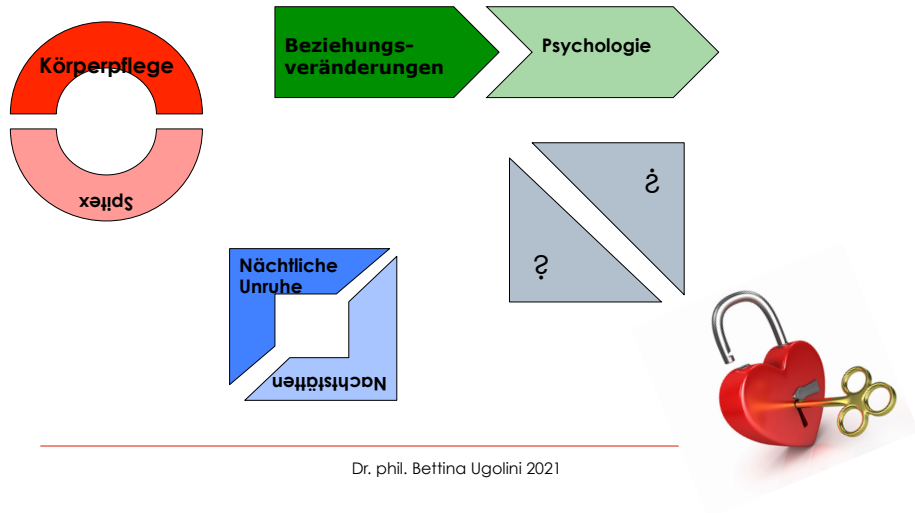 Körperpflege
Spitex
Beziehungs-
veränderungen
Psychologie
?
?
Nächtliche
Unruhe
Nachtstätten
Dr. phil. Bettina Ugolini 2021